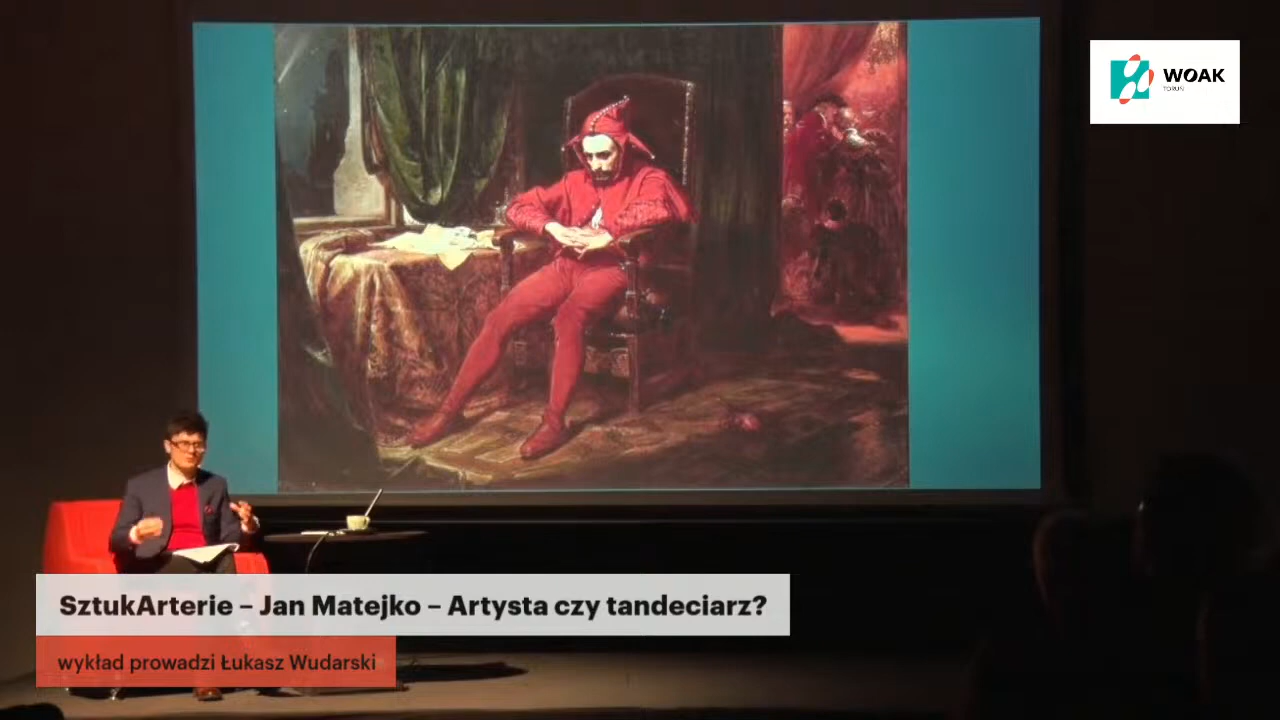 WOAK
TORUŃ
SztukArterie – Jan Matejko – Artysta czy tandeciarz?
wykład prowadzi Łukasz Wudarski